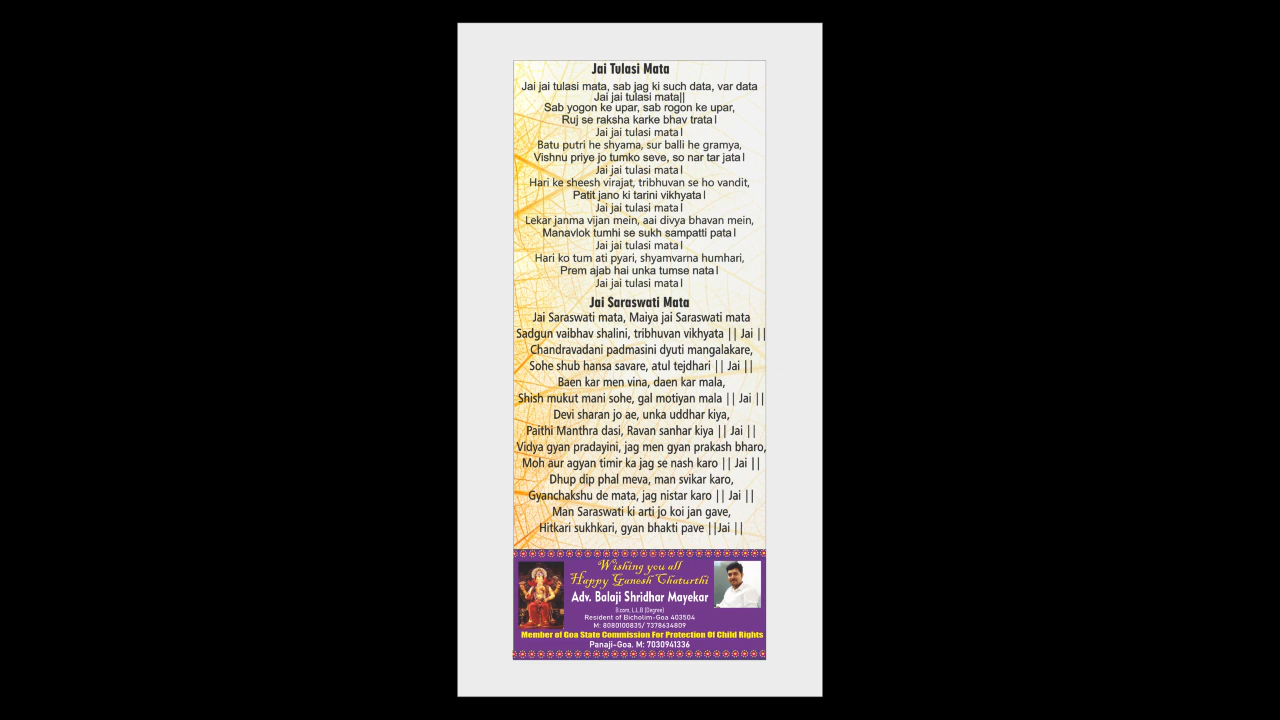 Jai Tulasi Mata
Jai jai tulasi mata, sab jag ki such data, var data
Jai jai tulasi mata||
Sab yogon ke upar, sab rogon ke upar,
Ruj se raksha karke bhav trata।
Jai jai tulasi mata।
Batu putri he shyama, sur balli he gramya,
Vishnu priye jo tumko seve, so nar tar jata।
Jai jai tulasi mata।
Hari ke sheesh virajat, tribhuvan se ho vandit,
Patit jano ki tarini vikhyata।
Jai jai tulasi mata।
Lekar janma vijan mein, aai divya bhavan mein,
Manavlok tumhi se sukh sampatti pata।
Jai jai tulasi mata।
Hari ko tum ati pyari, shyamvarna humhari,
Prem ajab hai unka tumse nata।
Jai jai tulasi mata।
Jai Saraswati Mata
Jai Saraswati mata, Maiya jai Saraswati mata
Sadgun vaibhav shalini, tribhuvan vikhyata || Jai ||
Chandravadani padmasini dyuti mangalakare,
Sohe shub hansa savare, atul tejdhari || Jai ||
Baen kar men vina, daen kar mala,
Shish mukut mani sohe, gal motiyan mala || Jai ||
Devi sharan jo ae, unka uddhar kiya,
Paithi Manthra dasi, Ravan sanhar kiya || Jai ||
Vidya gyan pradayini, jag men gyan prakash bharo,
Moh aur agyan timir ka jag se nash karo || Jai ||
Dhup dip phal meva, man svikar karo,
Gyanchakshu de mata, jag nistar karo || Jai ||
Man Saraswati ki arti jo koi jan gave,
Hitkari sukhkari, gyan bhakti pave ||Jai ||
Wishing you all
Happy Ganesh Chaturthi
Adv. Balaji Shridhar Mayekar
B.com, L.L.B (Degree)
Resident of Bicholim-Goa 403504
M: 8080100835/ 7378634809
Member of Goa State Commission For Protection Of Child Rights
Panaji-Goa. M: 7030941336